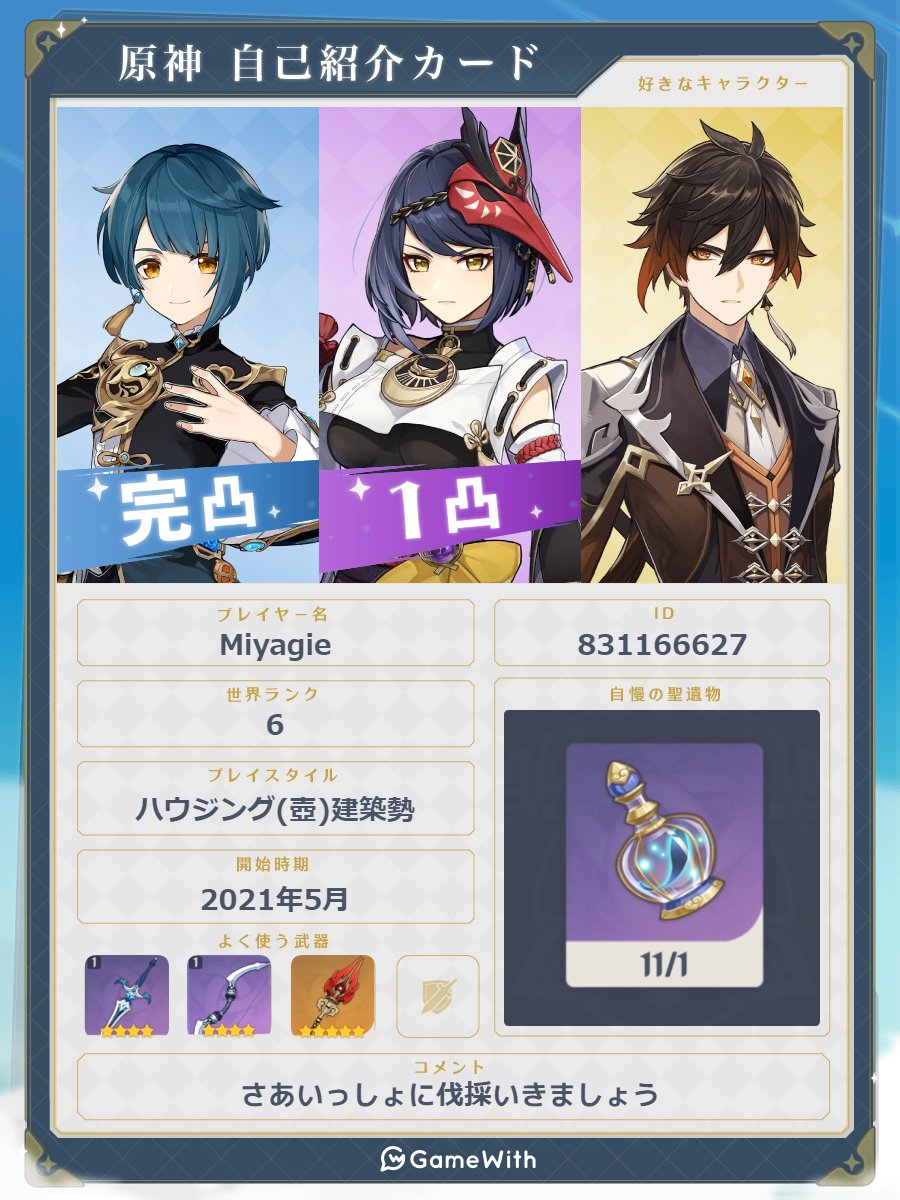 原神 自己紹介カード
好きなキャラクター
完凸
1凸
プレイヤー名
Miyagie
ID
831166627
世界ランク
6
自慢の聖遺物
11/1
プレイスタイル
ハウジング(壺)建築勢
開始時期
2021年5月
よく使う武器
1
1
コメント
さあいっしょに伐採いきましょう
GameWith